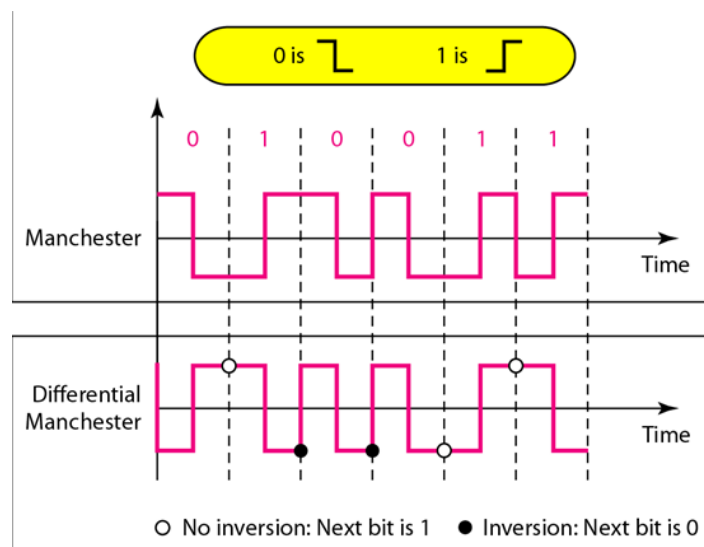 0 is 1 is
0 1 0 0 1 1
Manchester
Time
Differential
Manchester
Time
No inversion: Next bit is 1 Inversion: Next bit is 0